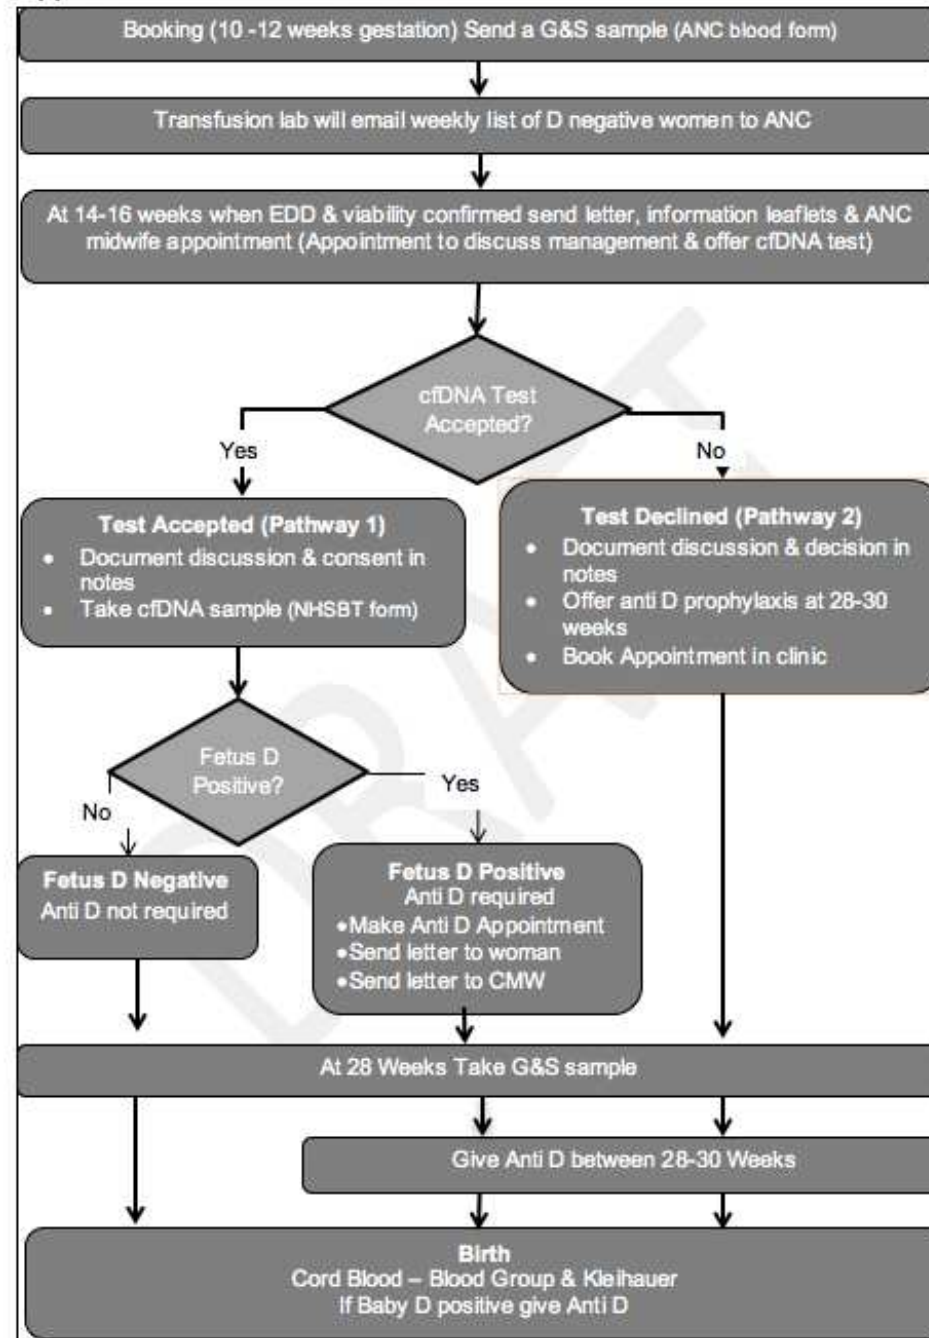 Booking (10 -12 weeks gestation) Send a G&S sample (ANC blood form)
Transfusion lab will email weekly list of D negative women to ANC
At 14-16 weeks when EDD & viability confirmed send letter, information leaflets & ANC
midwife appointment (Appointment to discuss management & offer cfDNA test)
cfDNA Test
Accepted?
Yes
No
Test Accepted (Pathway 1)
• Document discussion & consent in
notes
• Take cfDNA sample (NHSBT form)
Test Declined (Pathway 2)
• Document discussion & decision in
notes
• Offer anti D prophylaxis at 28-30
weeks
• Book Appointment in clinic
Fetus D
Positive?
No
Yes
Fetus D Negative
Anti D not required
Fetus D Positive
Anti D required
•Make Anti D Appointment
•Send letter to woman
•Send letter to CMW
At 28 Weeks Take G&S sample
Give Anti D between 28-30 Weeks
Birth
Cord Blood – Blood Group & Kleihauer
If Baby D positive give Anti D
DRAFT